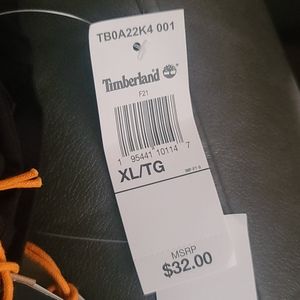 TB0A22K4 001
Timberland
F21
1 95441 10114 7
XL/TG
MSRP
$32.00